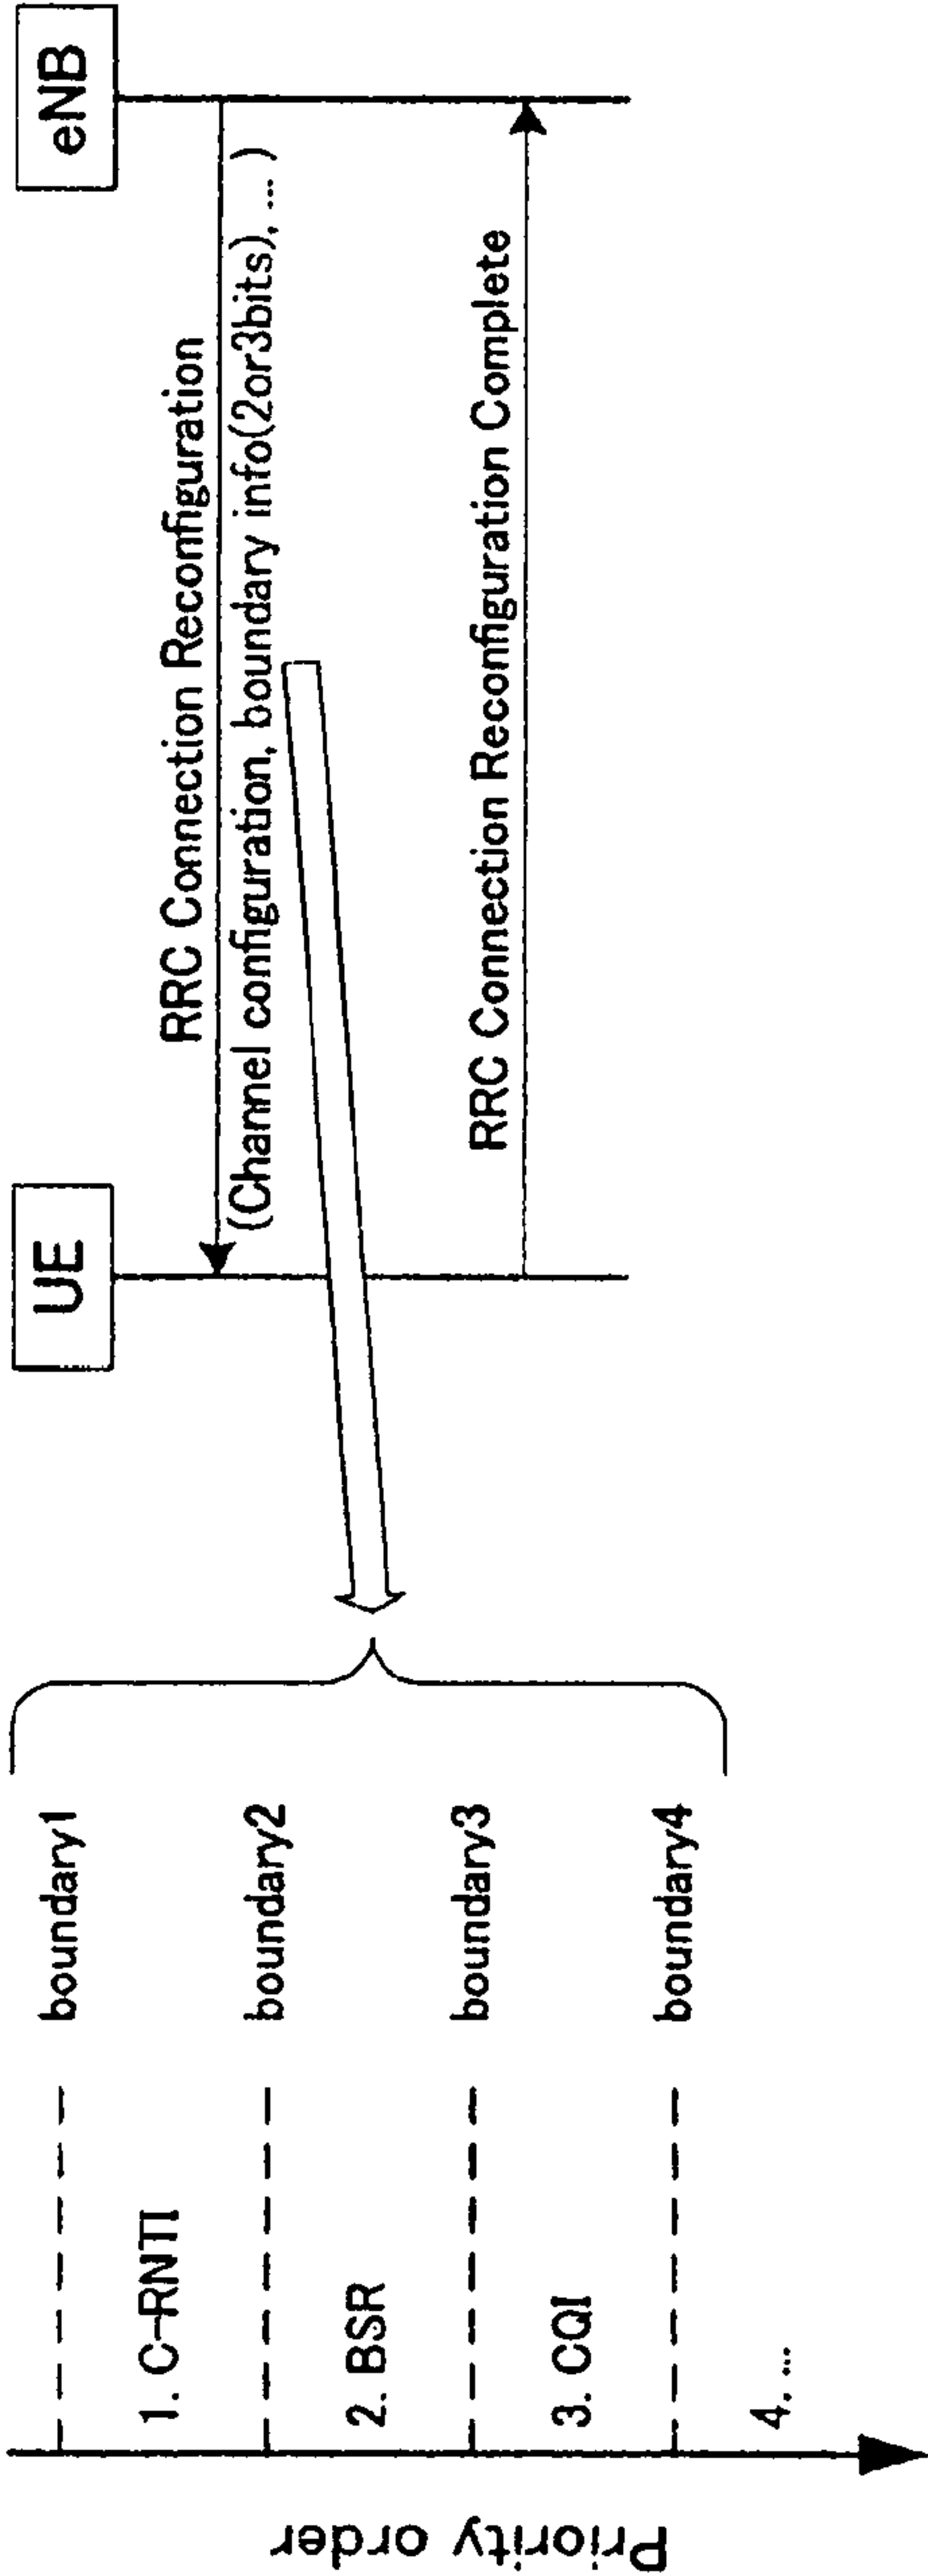 Priority order
boundary1
1. C-RNTI
boundary2
2. BSR
boundary3
3. CQI
boundary4
4. ...
UE
eNB
RRC Connection Reconfiguration
(Channel configuration, boundary info(2or3bits), ... )
RRC Connection Reconfiguration Complete